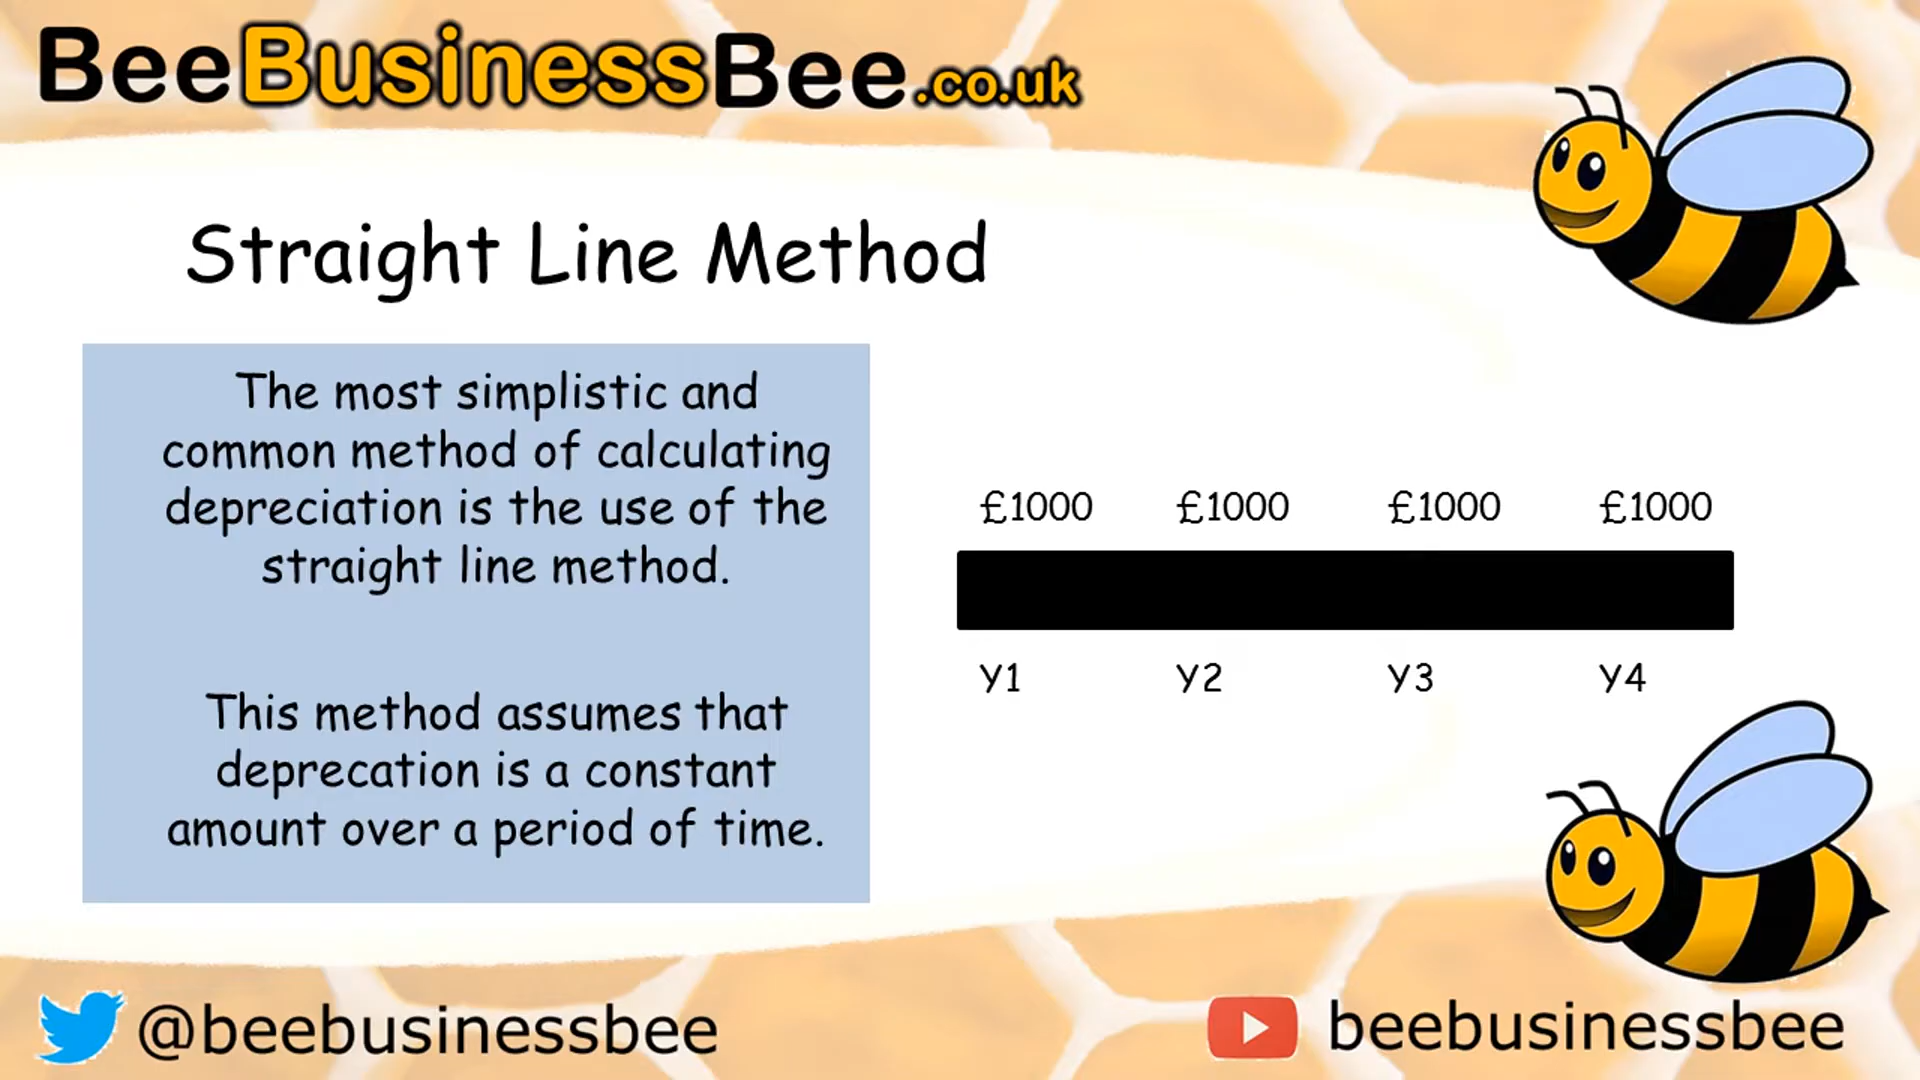 BeeBusinessBee.co.uk
Straight Line Method
The most simplistic and
common method of calculating
depreciation is the use of the
straight line method.
This method assumes that
deprecation is a constant
amount over a period of time.
£1000 £1000 £1000 £1000
Y1 Y2 Y3 Y4
@beebusinessbee
beebusinessbee